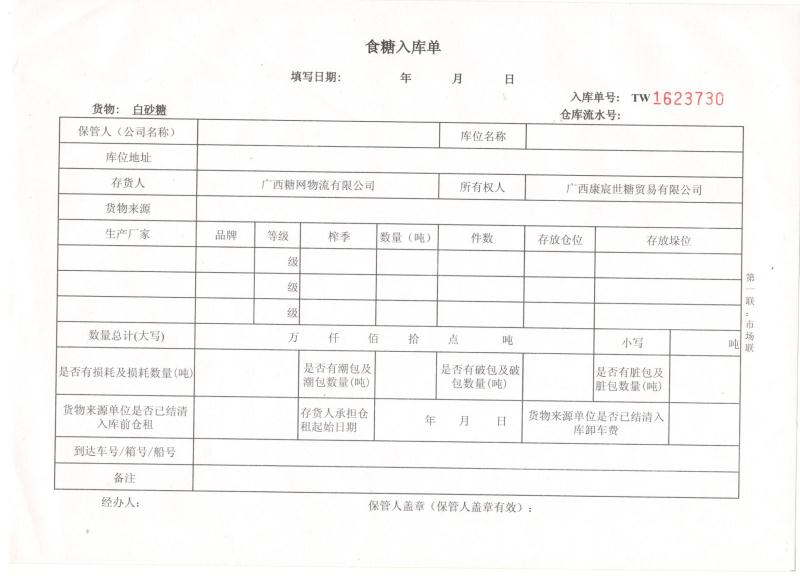 食糖入库单
填写日期: 年 月 日
入库单号: TW1623730
货物: 白砂糖
仓库流水号:
保管人（公司名称） 库位名称
库位地址
存货人 广西糖网物流有限公司 所有权人 广西康宸世糖贸易有限公司
货物来源
生产厂家 品牌 等级 榨季 数量（吨） 件数 存放仓位 存放垛位
级
级
级
数量总计(大写) 万 仟 佰 拾 点 吨 小写 吨
是否有损耗及损耗数量(吨) 是否有潮包及 是否有破包及破 是否有脏包及
潮包数量(吨) 包数量(吨) 脏包数量(吨)
货物来源单位是否已结清 存货人承担仓 年 月 日 货物来源单位是否已结清入
入库前仓租 租起始日期 库卸车费
到达车号/箱号/船号
备注
经办人: 保管人盖章（保管人盖章有效）:
第一联:市场联